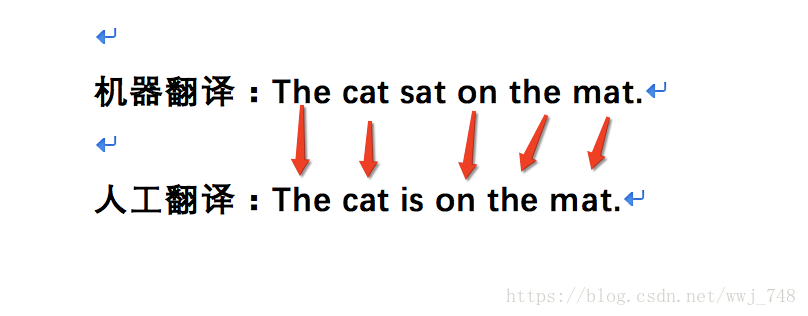 机器翻译：The cat sat on the mat.
人工翻译：The cat is on the mat.
https://blog.csdn.net/wwj_748